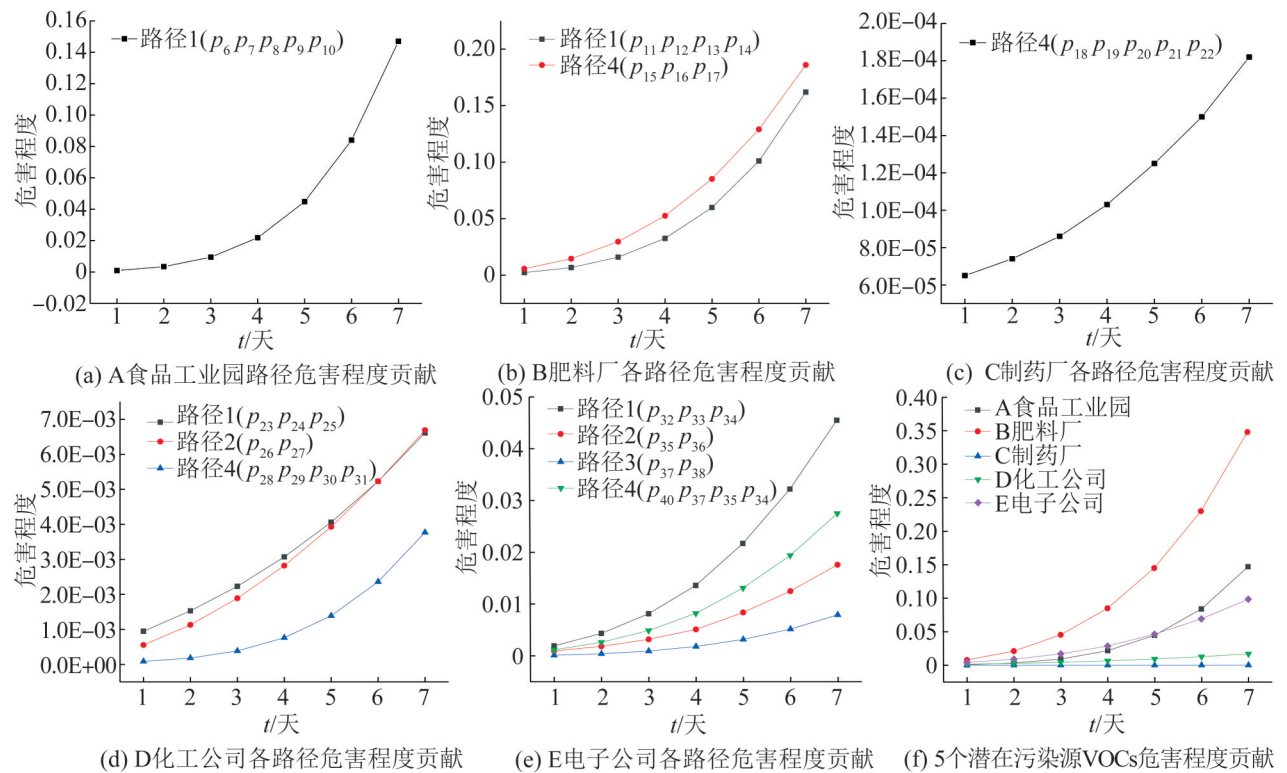 0.16
0.14
0.12
0.10
0.08
0.06
0.04
0.02
0
−0.02
危害程度
路径1(p6 p7 p8 p9 p10)
1 2 3 4 5 6 7
t/天
(a) A食品工业园路径危害程度贡献
0.20
0.15
0.10
0.05
0
危害程度
路径1(p11 p12 p13 p14)
路径4(p15 p16 p17)
1 2 3 4 5 6 7
t/天
(b) B肥料厂各路径危害程度贡献
2.0E−04
1.8E−04
1.6E−04
1.4E−04
1.2E−04
1.0E−04
8.0E−05
6.0E−05
危害程度
路径4(p18 p19 p20 p21 p22)
1 2 3 4 5 6 7
t/天
(c) C制药厂各路径危害程度贡献
7.0E−03
6.0E−03
5.0E−03
4.0E−03
3.0E−03
2.0E−03
1.0E−03
0.0E+00
危害程度
路径1(p23 p24 p25)
路径2(p26 p27)
路径4(p28 p29 p30 p31)
1 2 3 4 5 6 7
t/天
(d) D化工公司各路径危害程度贡献
0.05
0.04
0.03
0.02
0.01
0
危害程度
路径1(p32 p33 p34)
路径2(p35 p36)
路径3(p37 p38)
路径4(p40 p37 p35 p34)
1 2 3 4 5 6 7
t/天
(e) E电子公司各路径危害程度贡献
0.40
0.35
0.30
0.25
0.20
0.15
0.10
0.05
0
危害程度
A食品工业园
B肥料厂
C制药厂
D化工公司
E电子公司
1 2 3 4 5 6 7
t/天
(f) 5个潜在污染源VOCs危害程度贡献